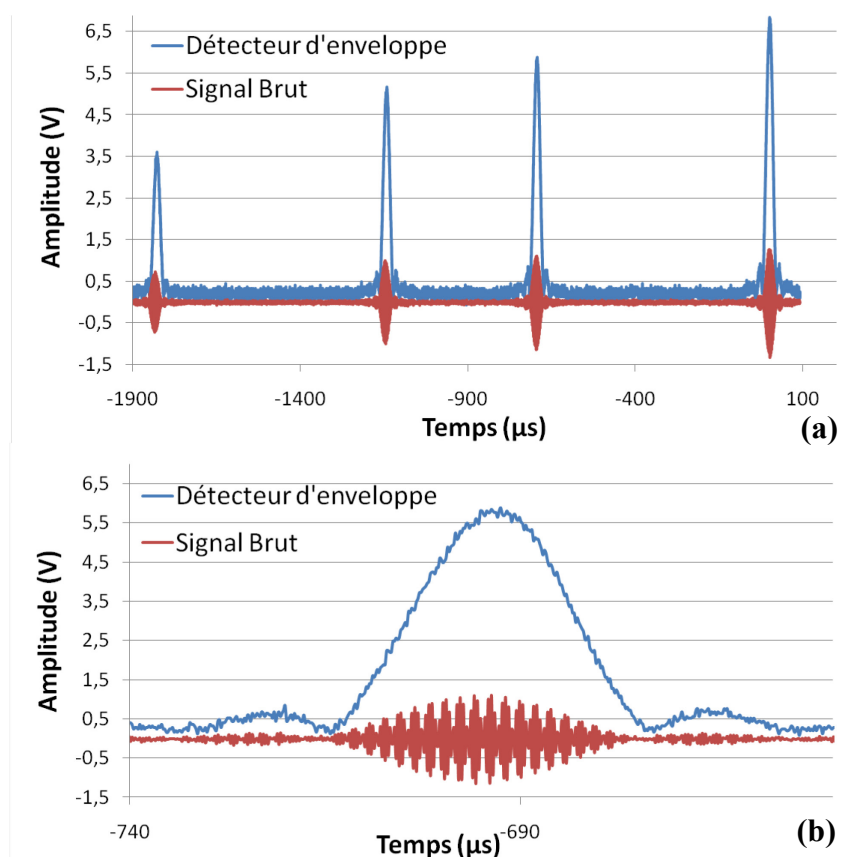 6,5
Détecteur d'enveloppe
5,5
Signal Brut
4,5
3,5
2,5
1,5
0,5
-0,5
-1,5
Amplitude (V)
-1900 -1400 -900 -400 100
Temps (µs)
(a)
6,5
Détecteur d'enveloppe
5,5
Signal Brut
4,5
3,5
2,5
1,5
0,5
-0,5
-1,5
Amplitude (V)
-740 -690
Temps (µs)
(b)